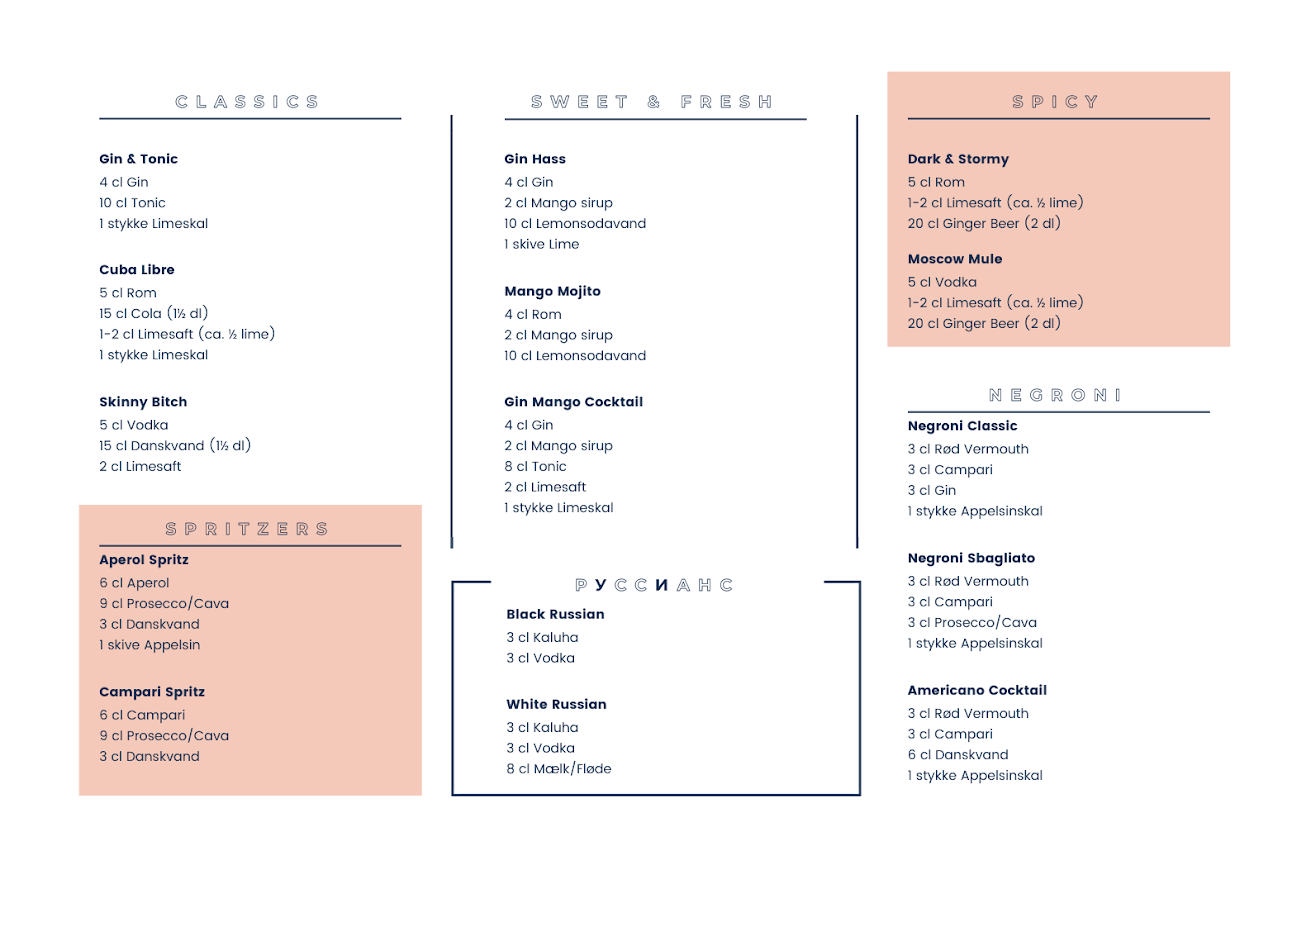 CLASSICS
Gin & Tonic
4 cl Gin
10 cl Tonic
1 stykke Limeskal
Cuba Libre
5 cl Rom
15 cl Cola (1½ dl)
1-2 cl Limesaft (ca. ½ lime)
1 stykke Limeskal
Skinny Bitch
5 cl Vodka
15 cl Danskvand (1½ dl)
2 cl Limesaft
SPRITZERS
Aperol Spritz
6 cl Aperol
9 cl Prosecco/Cava
3 cl Danskvand
1 skive Appelsin
Campari Spritz
6 cl Campari
9 cl Prosecco/Cava
3 cl Danskvand
SWEET & FRESH
Gin Hass
4 cl Gin
2 cl Mango sirup
10 cl Lemonsodavand
1 skive Lime
Mango Mojito
4 cl Rom
2 cl Mango sirup
10 cl Lemonsodavand
Gin Mango Cocktail
4 cl Gin
2 cl Mango sirup
8 cl Tonic
2 cl Limesaft
1 stykke Limeskal
РУССИАНС
Black Russian
3 cl Kaluha
3 cl Vodka
White Russian
3 cl Kaluha
3 cl Vodka
8 cl Mælk/Fløde
SPICY
Dark & Stormy
5 cl Rom
1-2 cl Limesaft (ca. ½ lime)
20 cl Ginger Beer (2 dl)
Moscow Mule
5 cl Vodka
1-2 cl Limesaft (ca. ½ lime)
20 cl Ginger Beer (2 dl)
NEGRONI
Negroni Classic
3 cl Rød Vermouth
3 cl Campari
3 cl Gin
1 stykke Appelsinskal
Negroni Sbagliato
3 cl Rød Vermouth
3 cl Campari
3 cl Prosecco/Cava
1 stykke Appelsinskal
Americano Cocktail
3 cl Rød Vermouth
3 cl Campari
6 cl Danskvand
1 stykke Appelsinskal